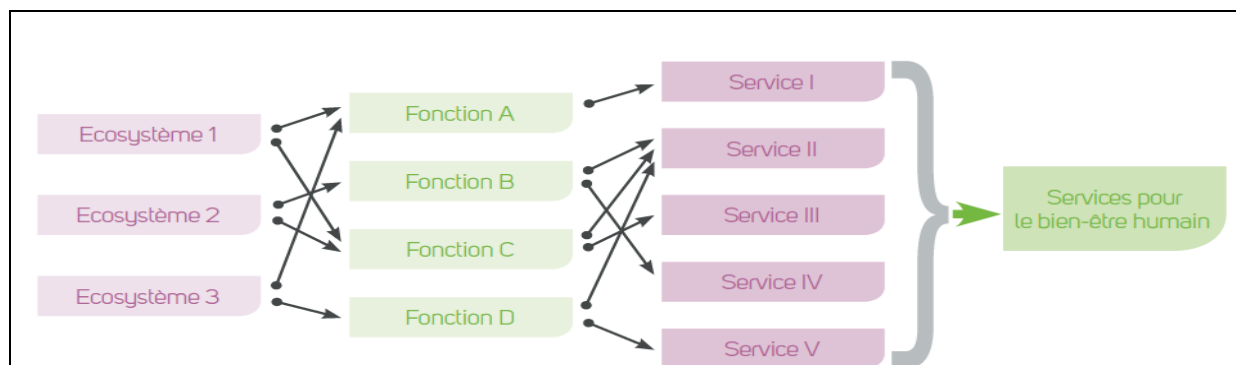 Ecosystème 1
Ecosystème 2
Ecosystème 3
Fonction A
Fonction B
Fonction C
Fonction D
Service I
Service II
Service III
Service IV
Service V
Services pour
le bien-être humain